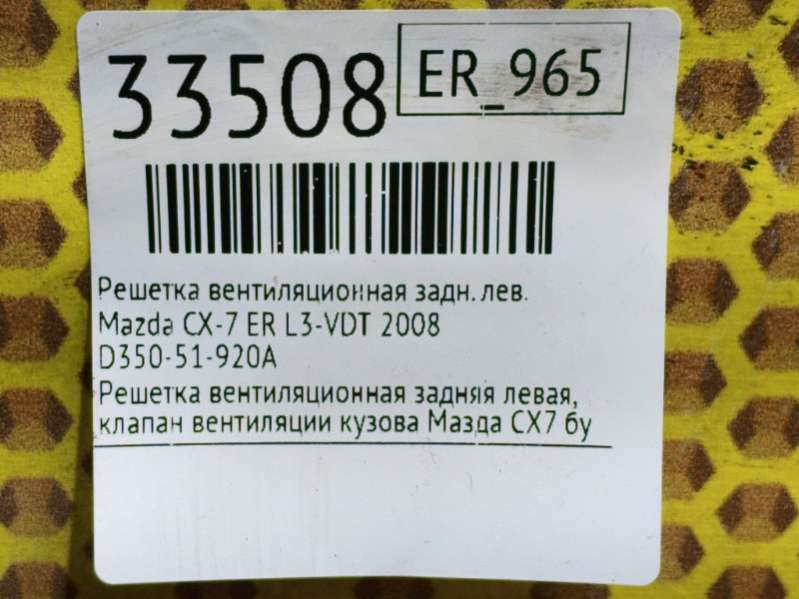 33508
ER_965
Решетка вентиляционная задн. лев.
Mazda CX-7 ER L3-VDT 2008
D350-51-920A
Решетка вентиляционная задняя левая,
клапан вентиляции кузова Мазда СХ7 бу